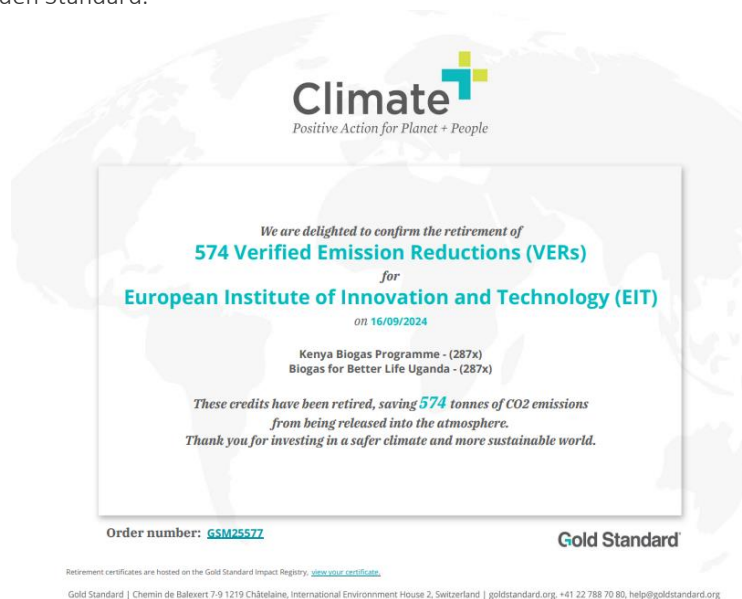 Climate
Positive Action for Planet + People
We are delighted to confirm the retirement of
574 Verified Emission Reductions (VERs)
for
European Institute of Innovation and Technology (EIT)
on 16/09/2024
Kenya Biogas Programme - (287x)
Biogas for Better Life Uganda - (287x)
These credits have been retired, saving 574 tonnes of CO2 emissions
from being released into the atmosphere.
Thank you for investing in a safer climate and more sustainable world.
Order number: GSM25577
Gold Standard
Retirement certificates are hosted on the Gold Standard Impact Registry, view your certificate.
Gold Standard | Chemin de Balexert 7-9 1219 Châtelaine, International Environnment House 2, Switzerland | goldstandard.org. +41 22 788 70 80, help@goldstandard.org